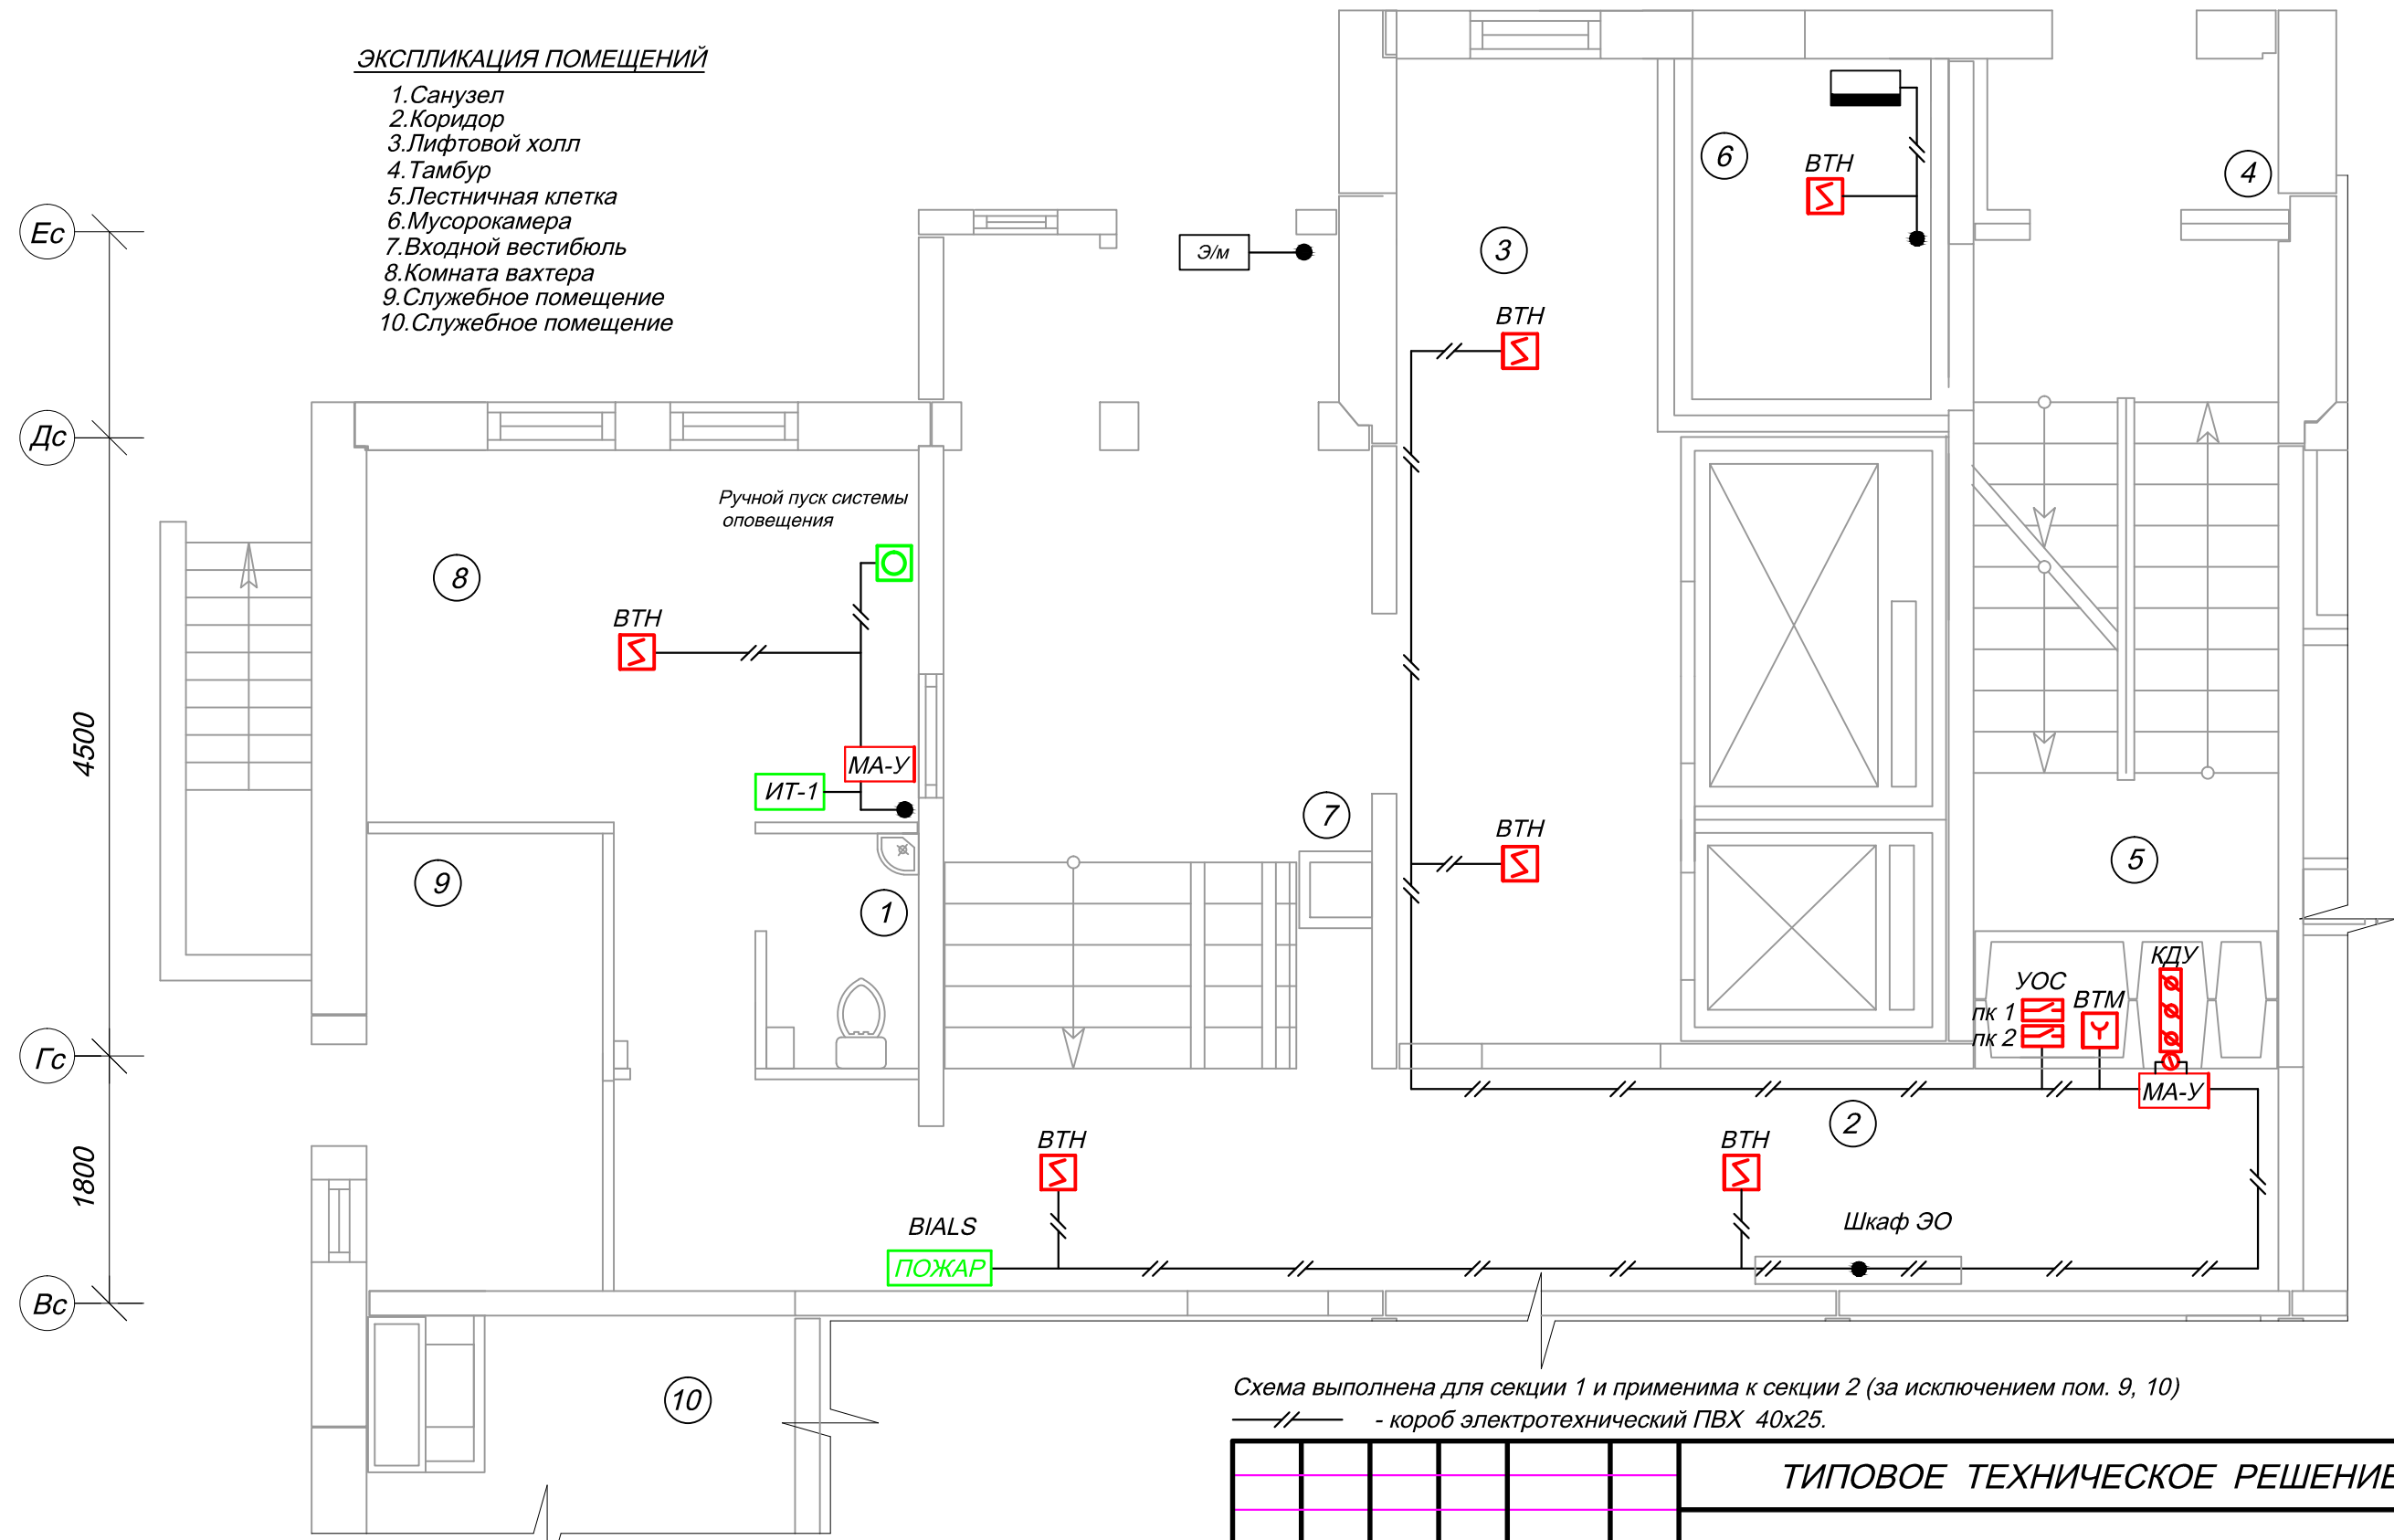 ЭКСПЛИКАЦИЯ ПОМЕЩЕНИЙ
1.Санузел
2.Коридор
3.Лифтовой холл
4.Тамбур
5.Лестничная клетка
6.Мусорокамера
7.Входной вестибюль
8.Комната вахтера
9.Служебное помещение
10.Служебное помещение
Ес
Дс
Гс
Вс
4500
1800
6
ВТН
4
Э/м
3
ВТН
Ручной пуск системы
оповещения
8
ВТН
МА-У
ИТ-1
7
ВТН
5
9
1
КДУ
УОС
ВТМ
пк 1
пк 2
МА-У
2
ВТН
ВТН
BIALS
ПОЖАР
Шкаф ЭО
10
Схема выполнена для секции 1 и применима к секции 2 (за исключением пом. 9, 10)
- короб электротехнический ПВХ 40х25.
ТИПОВОЕ ТЕХНИЧЕСКОЕ РЕШЕНИЕ